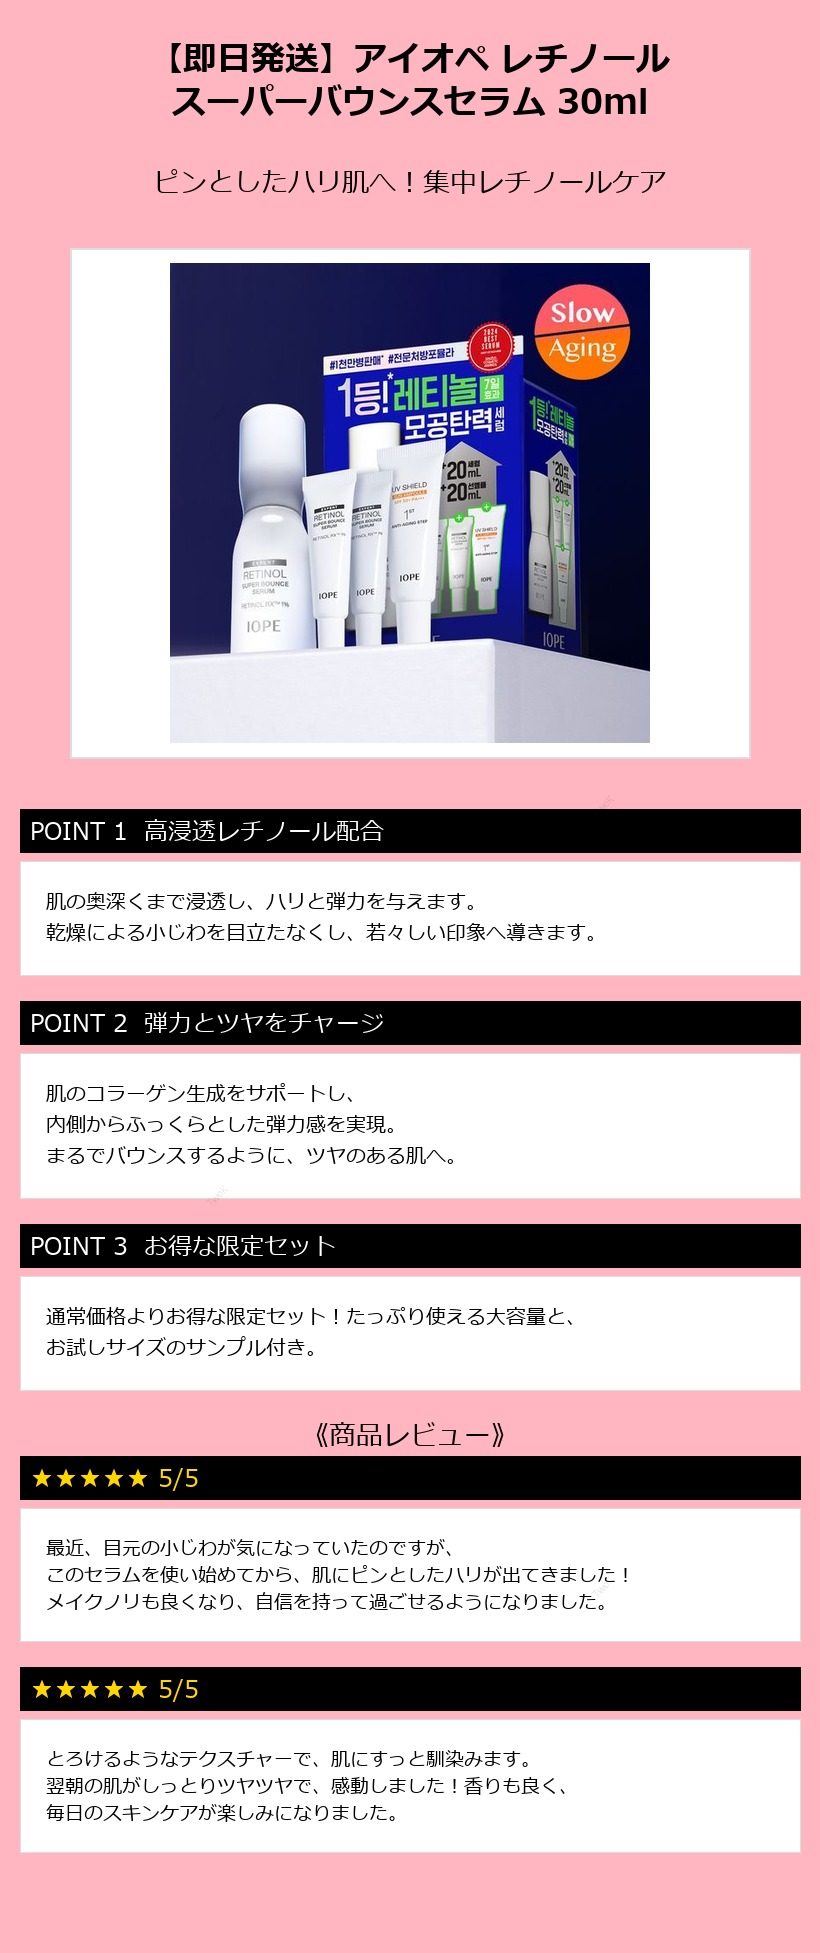 【即日発送】アイオペ レチノール
スーパーバウンスセラム 30ml
ピンとしたハリ肌へ！集中レチノールケア
Slow
Aging
2024
BEST
SERUM
#1천만병판매* #전문처방포뮬라
1등!*레티놀
7일
효과
모공탄력
세럼
1등!레티놀
모공탄력
+20mL 세럼
+20mL 선앰플
EXPERT
RETINOL
SUPER BOUNCE
SERUM
RETINOL RX™ 1%
IOPE
EXPERT
RETINOL
SUPER BOUNCE
SERUM
IOPE
EXPERT
RETINOL
SUPER BOUNCE
SERUM
IOPE
UV SHIELD
SUN AMPOULE
SPF 50+ PA++++
1ST
ANTI-AGING STEP
IOPE
UV SHIELD
1ST
IOPE
POINT 1 高浸透レチノール配合
肌の奥深くまで浸透し、ハリと弾力を与えます。
乾燥による小じわを目立たなくし、若々しい印象へ導きます。
POINT 2 弾力とツヤをチャージ
肌のコラーゲン生成をサポートし、
内側からふっくらとした弾力感を実現。
まるでバウンスするように、ツヤのある肌へ。
POINT 3 お得な限定セット
通常価格よりお得な限定セット！たっぷり使える大容量と、
お試しサイズのサンプル付き。
《商品レビュー》
★★★★★ 5/5
最近、目元の小じわが気になっていたのですが、
このセラムを使い始めてから、肌にピンとしたハリが出てきました！
メイクノリも良くなり、自信を持って過ごせるようになりました。
★★★★★ 5/5
とろけるようなテクスチャーで、肌にすっと馴染みます。
翌朝の肌がしっとりツヤツヤで、感動しました！香りも良く、
毎日のスキンケアが楽しみになりました。